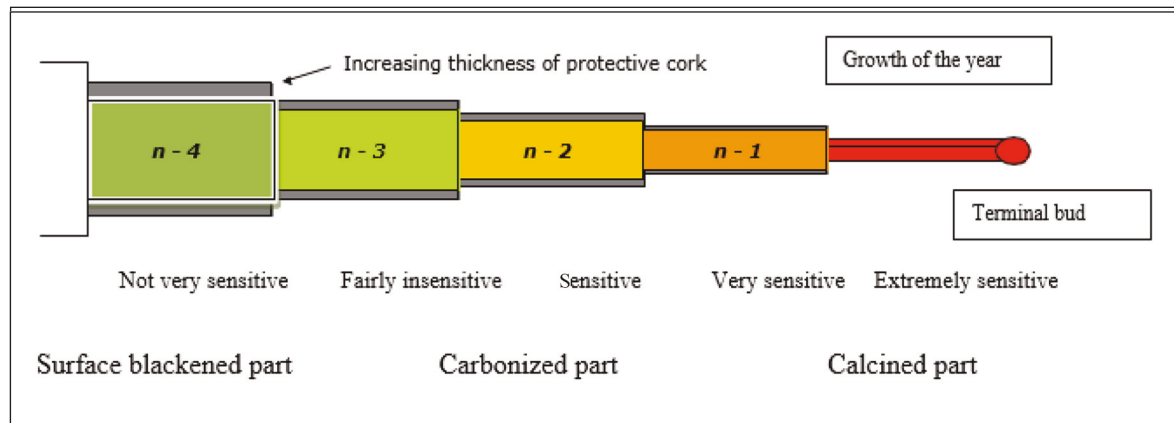 Increasing thickness of protective cork
Growth of the year
n - 4
n - 3
n - 2
n - 1
Terminal bud
Not very sensitive
Fairly insensitive
Sensitive
Very sensitive
Extremely sensitive
Surface blackened part
Carbonized part
Calcined part